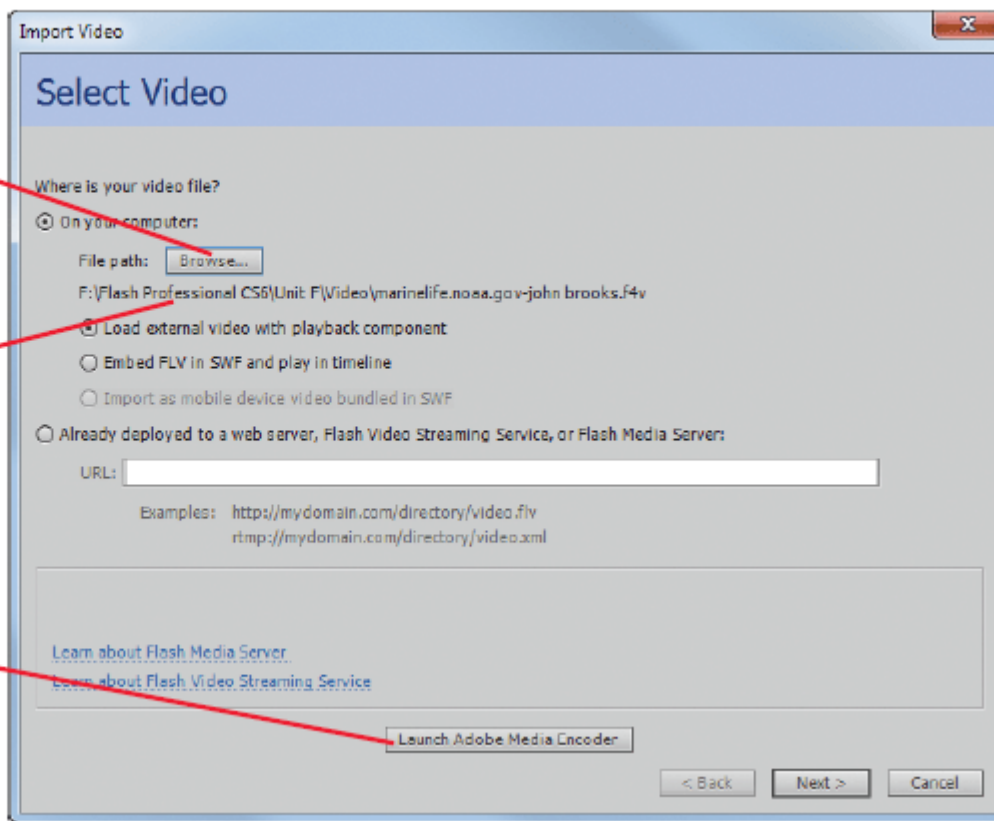 Import Video
Select Video
Where is your video file?
On your computer:
File path: Browse...
F:\Flash Professional CS6\Unit F\Video\marinelife.noaa.gov-john brooks.f4v
Load external video with playback component
Embed FLV in SWF and play in timeline
Import as mobile device video bundled in SWF
Already deployed to a web server, Flash Video Streaming Service, or Flash Media Server:
URL:
Examples: http://mydomain.com/directory/video.flv
rtmp://mydomain.com/directory/video.xml
Learn about Flash Media Server
Learn about Flash Video Streaming Service
Launch Adobe Media Encoder
< Back Next > Cancel